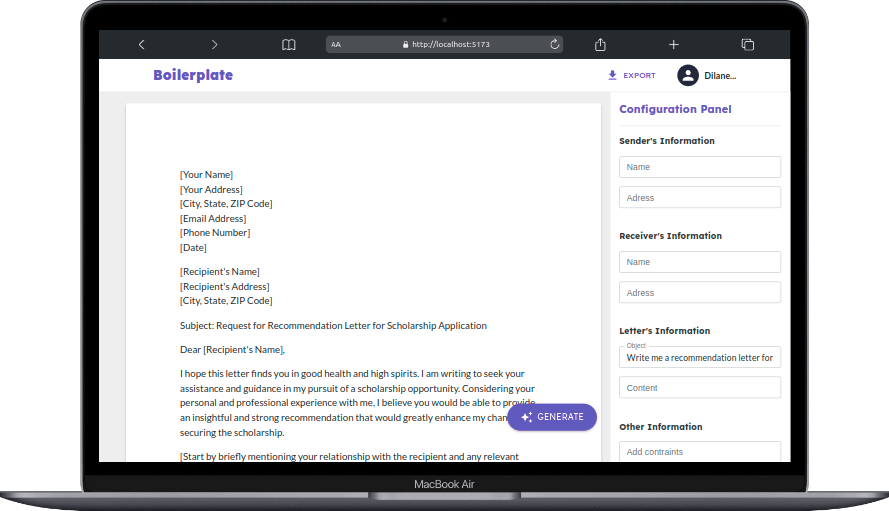 AA
http://localhost:5173
Boilerplate
EXPORT
Dilane...
[Your Name]
[Your Address]
[City, State, ZIP Code]
[Email Address]
[Phone Number]
[Date]
[Recipient's Name]
[Recipient's Address]
[City, State, ZIP Code]
Subject: Request for Recommendation Letter for Scholarship Application
Dear [Recipient's Name],
I hope this letter finds you in good health and high spirits. I am writing to seek your
assistance and guidance in my pursuit of a scholarship opportunity. Considering your
personal and professional experience with me, I believe you would be able to provide
an insightful and strong recommendation that would greatly enhance my
securing the scholarship.
[Start by briefly mentioning your relationship with the recipient and any relevant
GENERATE
Configuration Panel
Sender's Information
Name
Adress
Receiver's Information
Name
Adress
Letter's Information
Object
Write me a recommendation letter for
Content
Other Information
Add contraints
MacBook Air